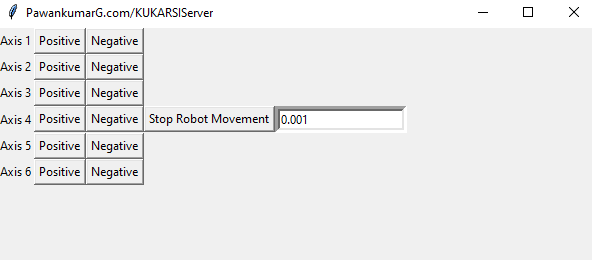 PawankumarG.com/KUKARSIServer
Axis 1 Positive Negative
Axis 2 Positive Negative
Axis 3 Positive Negative
Axis 4 Positive Negative Stop Robot Movement 0.001
Axis 5 Positive Negative
Axis 6 Positive Negative